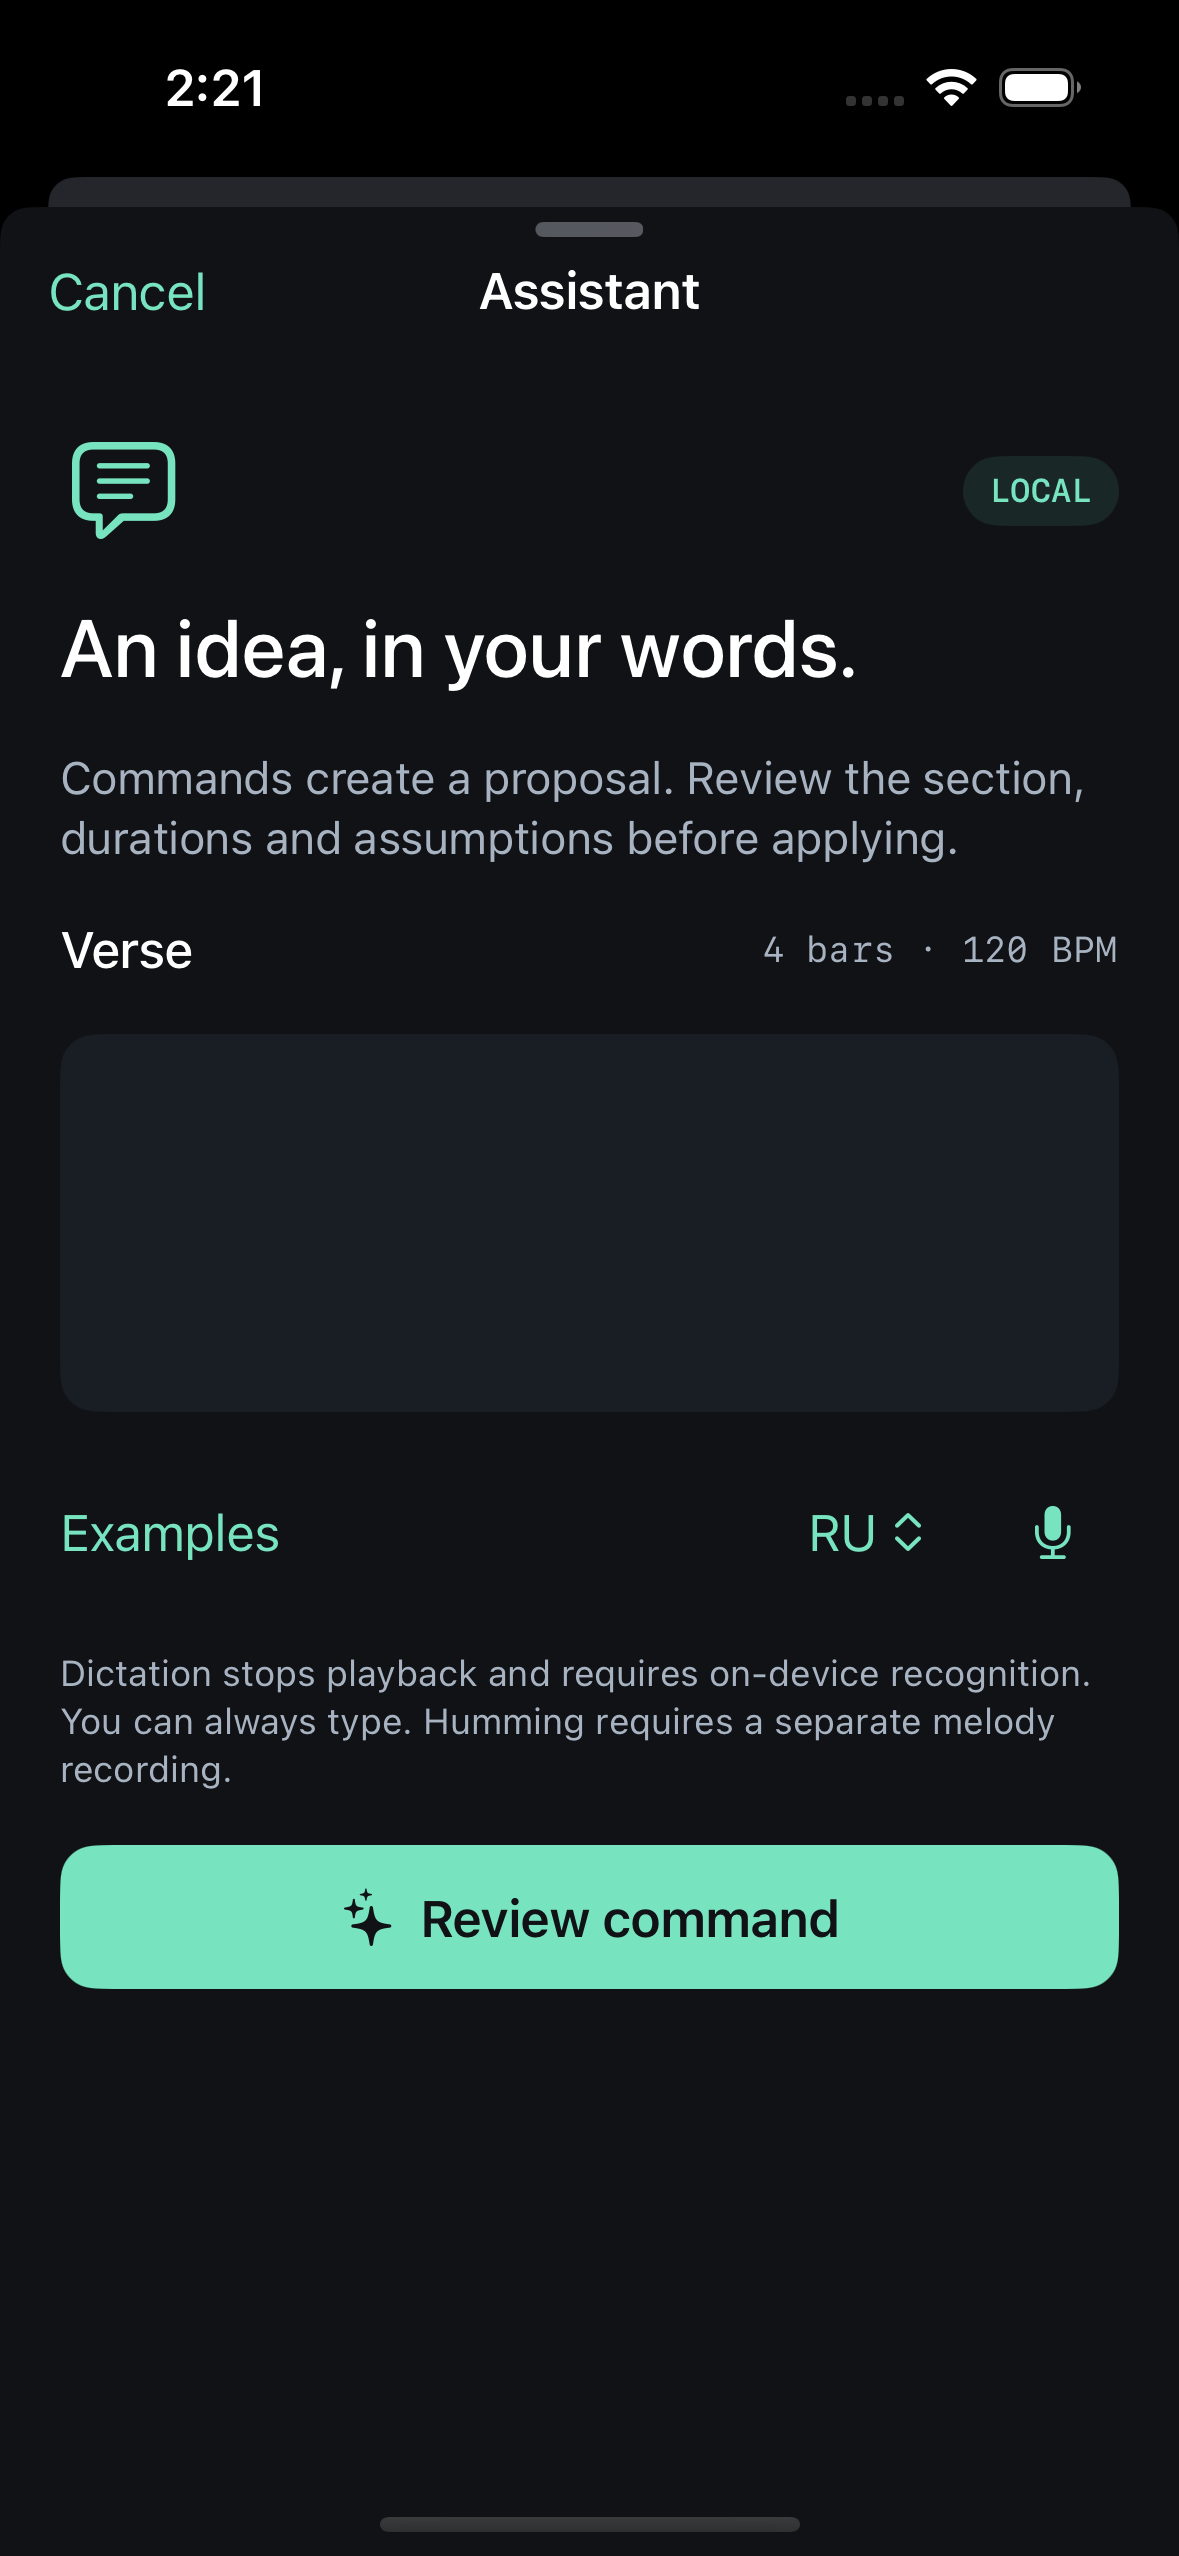 2:21
Cancel
Assistant
LOCAL
An idea, in your words.
Commands create a proposal. Review the section,
durations and assumptions before applying.
Verse
4 bars · 120 BPM
Examples
RU
Dictation stops playback and requires on-device recognition.
You can always type. Humming requires a separate melody
recording.
Review command